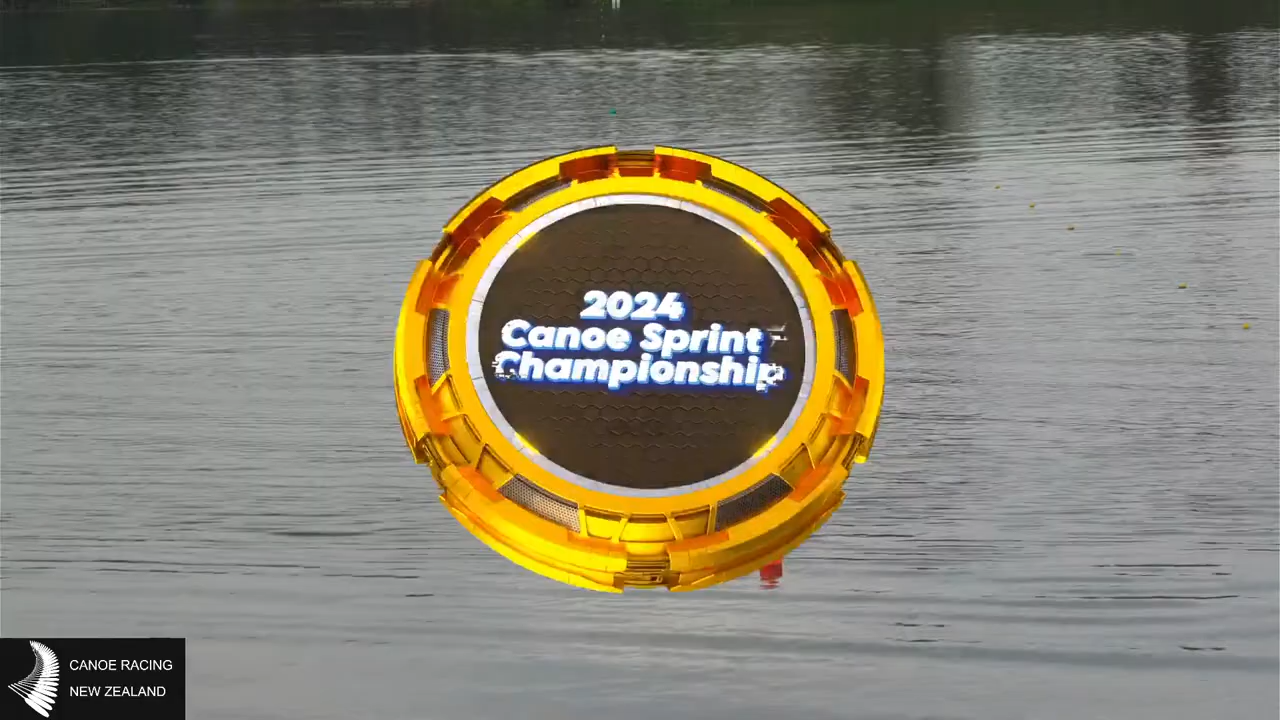 2024
Canoe Sprint
Championship
CANOE RACING
NEW ZEALAND